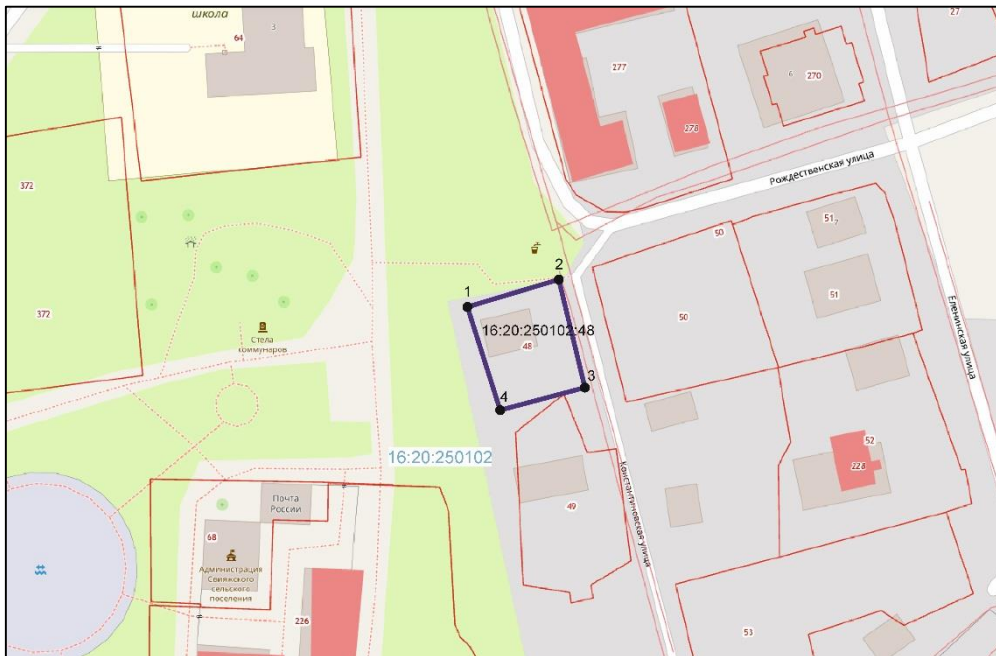 школа
64
3
27
277
6
270
278
Рождественская улица
372
51
7
50
2
1
51
16:20:250102:48
50
372
48
Стела
коммунаров
Еленинская улица
3
4
52
16:20:250102
228
Константиновская улица
Почта
России
49
68
Администрация
Свияжского
сельского
поселения
226
53